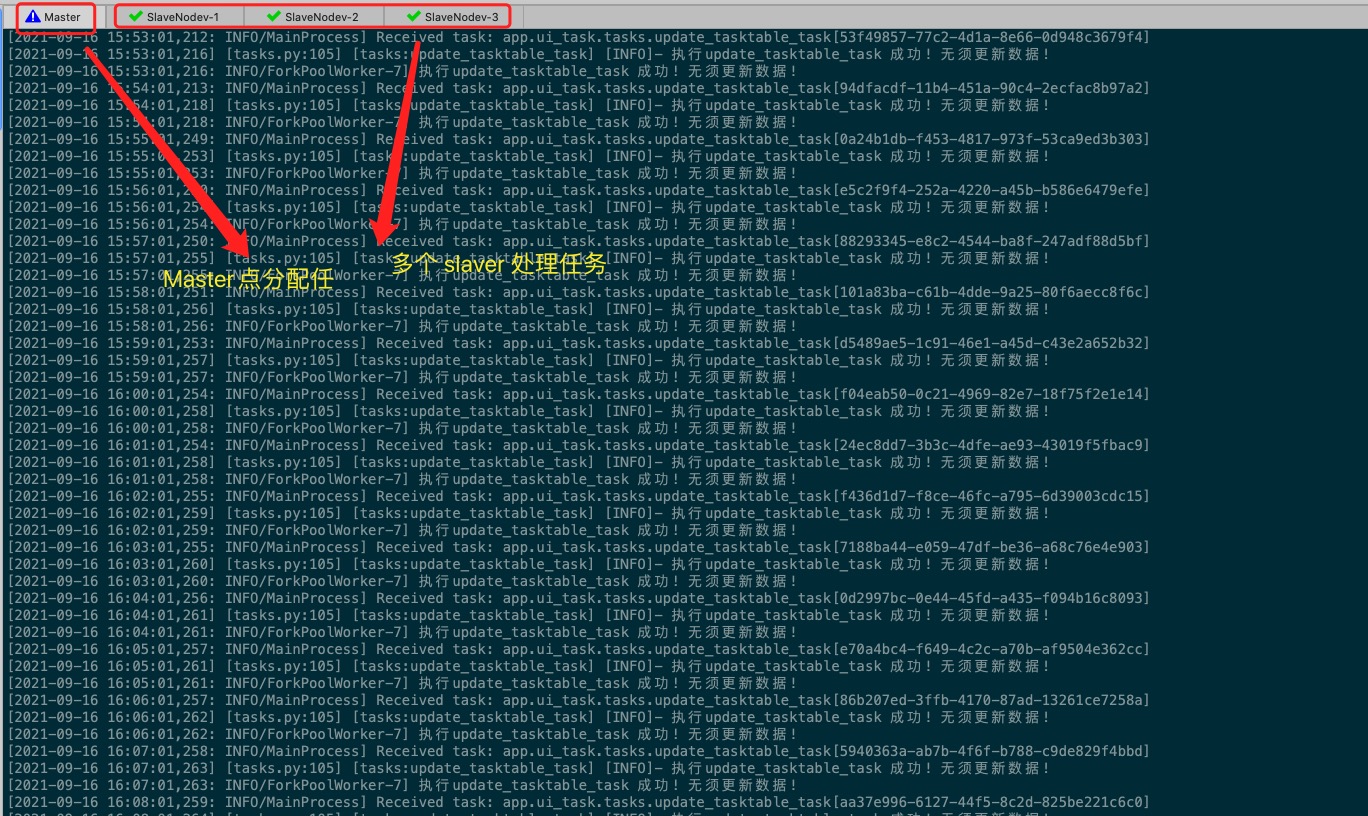 Master SlaveNodev-1 SlaveNodev-2 SlaveNodev-3
[2021-09-16 15:53:01,212: INFO/MainProcess] Received task: app.ui_task.tasks.update_tasktable_task[53f49857-77c2-4d1a-8e66-0d948c3679f4]
[2021-09-16 15:53:01,216] [tasks.py:105] [tasks:update_tasktable_task] [INFO]- 执行update_tasktable_task 成功！无须更新数据！
[2021-09-16 15:53:01,216: INFO/ForkPoolWorker-7] 执行update_tasktable_task 成功！无须更新数据！
[2021-09-16 15:54:01,213: INFO/MainProcess] Received task: app.ui_task.tasks.update_tasktable_task[94dfacdf-11b4-451a-90c4-2ecfac8b97a2]
[2021-09-16 15:54:01,218] [tasks.py:105] [tasks:update_tasktable_task] [INFO]- 执行update_tasktable_task 成功！无须更新数据！
[2021-09-16 15:54:01,218: INFO/ForkPoolWorker-7] 执行update_tasktable_task 成功！无须更新数据！
[2021-09-16 15:55:01,249: INFO/MainProcess] Received task: app.ui_task.tasks.update_tasktable_task[0a24b1db-f453-4817-973f-53ca9ed3b303]
[2021-09-16 15:55:01,253] [tasks.py:105] [tasks:update_tasktable_task] [INFO]- 执行update_tasktable_task 成功！无须更新数据！
[2021-09-16 15:55:01,253: INFO/ForkPoolWorker-7] 执行update_tasktable_task 成功！无须更新数据！
[2021-09-16 15:56:01,250: INFO/MainProcess] Received task: app.ui_task.tasks.update_tasktable_task[e5c2f9f4-252a-4220-a45b-b586e6479efe]
[2021-09-16 15:56:01,254] [tasks.py:105] [tasks:update_tasktable_task] [INFO]- 执行update_tasktable_task 成功！无须更新数据！
[2021-09-16 15:56:01,254: INFO/ForkPoolWorker-7] 执行update_tasktable_task 成功！无须更新数据！
[2021-09-16 15:57:01,250: INFO/MainProcess] Received task: app.ui_task.tasks.update_tasktable_task[88293345-e8c2-4544-ba8f-247adf88d5bf]
[2021-09-16 15:57:01,255] [tasks.py:105] [tasks:update_tasktable_task] [INFO]- 执行update_tasktable_task 成功！无须更新数据！
多个 slaver 处理任务
[2021-09-16 15:57:01,255: INFO/ForkPoolWorker-7] 执行update_tasktable_task 成功！无须更新数据！
Master 点分配任
[2021-09-16 15:58:01,251: INFO/MainProcess] Received task: app.ui_task.tasks.update_tasktable_task[101a83ba-c61b-4dde-9a25-80f6aecc8f6c]
[2021-09-16 15:58:01,256] [tasks.py:105] [tasks:update_tasktable_task] [INFO]- 执行update_tasktable_task 成功！无须更新数据！
[2021-09-16 15:58:01,256: INFO/ForkPoolWorker-7] 执行update_tasktable_task 成功！无须更新数据！
[2021-09-16 15:59:01,253: INFO/MainProcess] Received task: app.ui_task.tasks.update_tasktable_task[d5489ae5-1c91-46e1-a45d-c43e2a652b32]
[2021-09-16 15:59:01,257] [tasks.py:105] [tasks:update_tasktable_task] [INFO]- 执行update_tasktable_task 成功！无须更新数据！
[2021-09-16 15:59:01,257: INFO/ForkPoolWorker-7] 执行update_tasktable_task 成功！无须更新数据！
[2021-09-16 16:00:01,254: INFO/MainProcess] Received task: app.ui_task.tasks.update_tasktable_task[f04eab50-0c21-4969-82e7-18f75f2e1e14]
[2021-09-16 16:00:01,258] [tasks.py:105] [tasks:update_tasktable_task] [INFO]- 执行update_tasktable_task 成功！无须更新数据！
[2021-09-16 16:00:01,258: INFO/ForkPoolWorker-7] 执行update_tasktable_task 成功！无须更新数据！
[2021-09-16 16:01:01,254: INFO/MainProcess] Received task: app.ui_task.tasks.update_tasktable_task[24ec8dd7-3b3c-4dfe-ae93-43019f5fbac9]
[2021-09-16 16:01:01,258] [tasks.py:105] [tasks:update_tasktable_task] [INFO]- 执行update_tasktable_task 成功！无须更新数据！
[2021-09-16 16:01:01,258: INFO/ForkPoolWorker-7] 执行update_tasktable_task 成功！无须更新数据！
[2021-09-16 16:02:01,255: INFO/MainProcess] Received task: app.ui_task.tasks.update_tasktable_task[f436d1d7-f8ce-46fc-a795-6d39003cdc15]
[2021-09-16 16:02:01,259] [tasks.py:105] [tasks:update_tasktable_task] [INFO]- 执行update_tasktable_task 成功！无须更新数据！
[2021-09-16 16:02:01,259: INFO/ForkPoolWorker-7] 执行update_tasktable_task 成功！无须更新数据！
[2021-09-16 16:03:01,255: INFO/MainProcess] Received task: app.ui_task.tasks.update_tasktable_task[7188ba44-e059-47df-be36-a68c76e4e903]
[2021-09-16 16:03:01,260] [tasks.py:105] [tasks:update_tasktable_task] [INFO]- 执行update_tasktable_task 成功！无须更新数据！
[2021-09-16 16:03:01,260: INFO/ForkPoolWorker-7] 执行update_tasktable_task 成功！无须更新数据！
[2021-09-16 16:04:01,256: INFO/MainProcess] Received task: app.ui_task.tasks.update_tasktable_task[0d2997bc-0e44-45fd-a435-f094b16c8093]
[2021-09-16 16:04:01,261] [tasks.py:105] [tasks:update_tasktable_task] [INFO]- 执行update_tasktable_task 成功！无须更新数据！
[2021-09-16 16:04:01,261: INFO/ForkPoolWorker-7] 执行update_tasktable_task 成功！无须更新数据！
[2021-09-16 16:05:01,257: INFO/MainProcess] Received task: app.ui_task.tasks.update_tasktable_task[e70a4bc4-f649-4c2c-a70b-af9504e362cc]
[2021-09-16 16:05:01,261] [tasks.py:105] [tasks:update_tasktable_task] [INFO]- 执行update_tasktable_task 成功！无须更新数据！
[2021-09-16 16:05:01,261: INFO/ForkPoolWorker-7] 执行update_tasktable_task 成功！无须更新数据！
[2021-09-16 16:06:01,257: INFO/MainProcess] Received task: app.ui_task.tasks.update_tasktable_task[86b207ed-3ffb-4170-87ad-13261ce7258a]
[2021-09-16 16:06:01,262] [tasks.py:105] [tasks:update_tasktable_task] [INFO]- 执行update_tasktable_task 成功！无须更新数据！
[2021-09-16 16:06:01,262: INFO/ForkPoolWorker-7] 执行update_tasktable_task 成功！无须更新数据！
[2021-09-16 16:07:01,258: INFO/MainProcess] Received task: app.ui_task.tasks.update_tasktable_task[5940363a-ab7b-4f6f-b788-c9de829f4bbd]
[2021-09-16 16:07:01,263] [tasks.py:105] [tasks:update_tasktable_task] [INFO]- 执行update_tasktable_task 成功！无须更新数据！
[2021-09-16 16:07:01,263: INFO/ForkPoolWorker-7] 执行update_tasktable_task 成功！无须更新数据！
[2021-09-16 16:08:01,259: INFO/MainProcess] Received task: app.ui_task.tasks.update_tasktable_task[aa37e996-6127-44f5-8c2d-825be221c6c0]